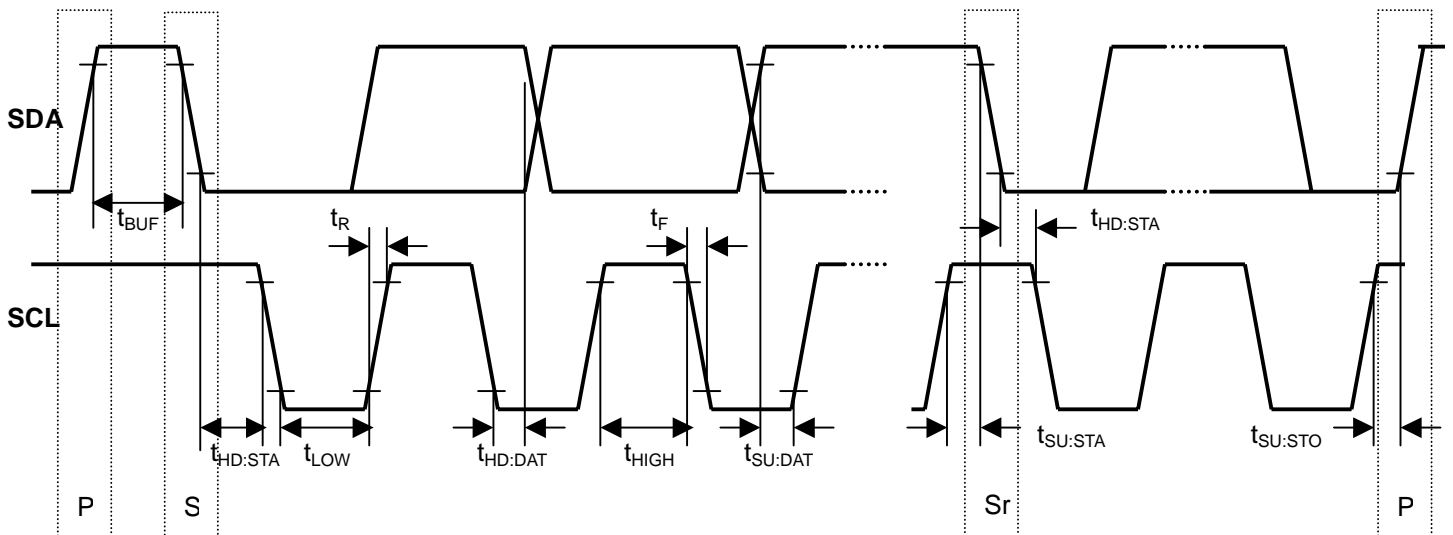 SDA
tBUF
tR
tF
tHD:STA
SCL
tHD:STA
tLOW
tHD:DAT
tHIGH
tSU:DAT
tSU:STA
tSU:STO
P
S
Sr
P